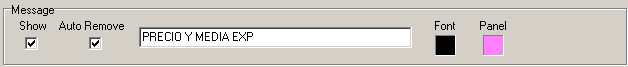 Message
Show Auto Remove Font Panel
PRECIO Y MEDIA EXP